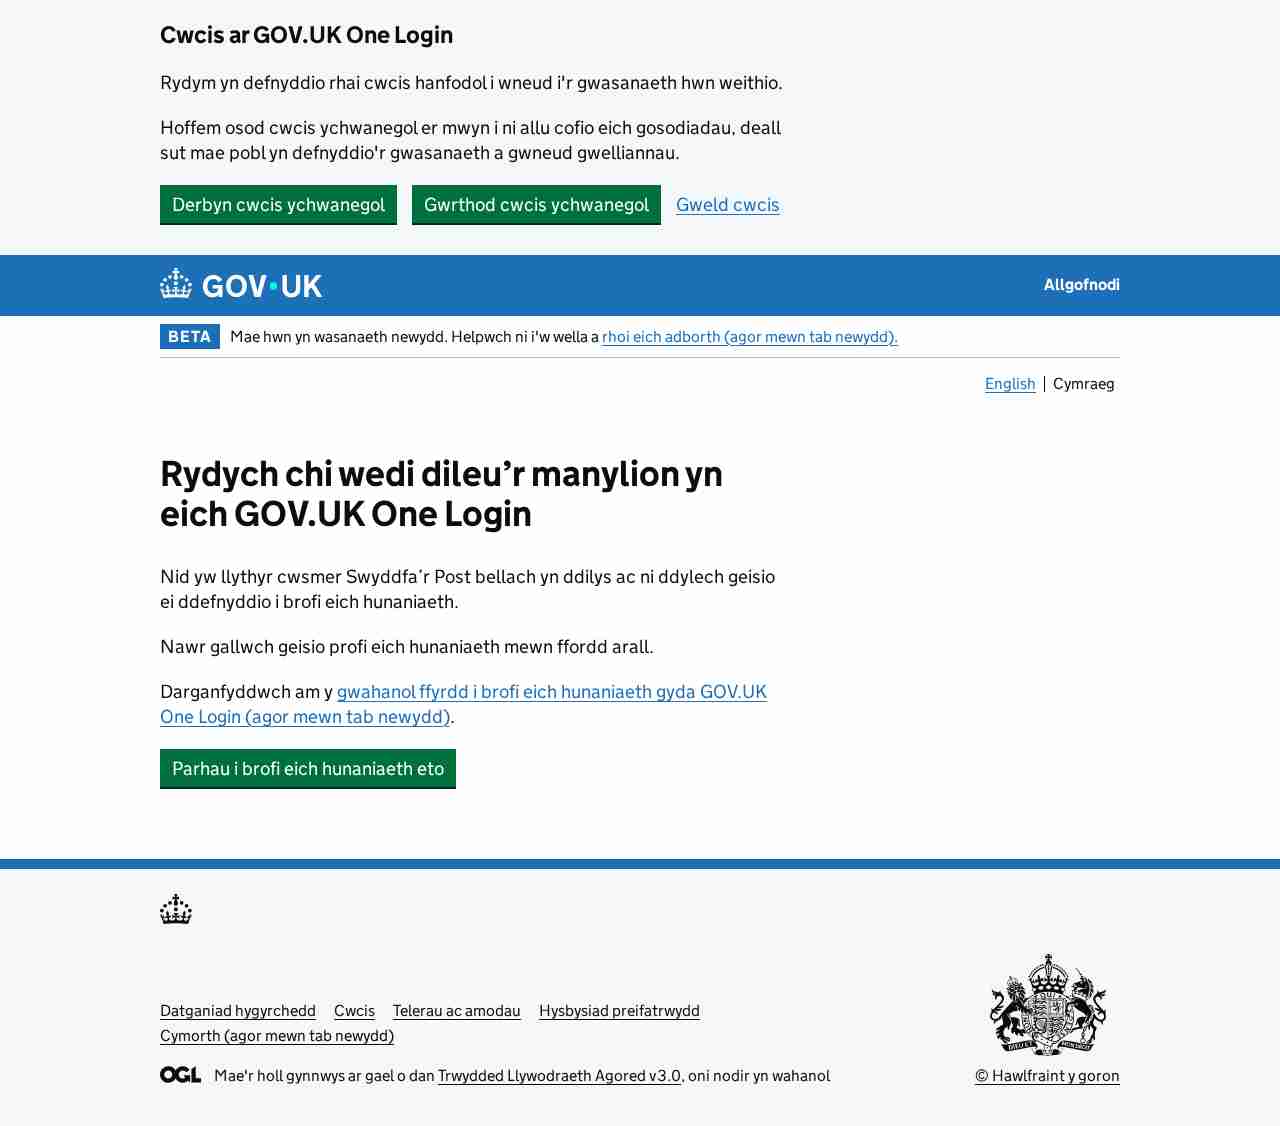 Cwcis ar GOV.UK One Login
Rydym yn defnyddio rhai cwcis hanfodol i wneud i'r gwasanaeth hwn weithio.
Hoffem osod cwcis ychwanegol er mwyn i ni allu cofio eich gosodiadau, deall
sut mae pobl yn defnyddio'r gwasanaeth a gwneud gwelliannau.
Derbyn cwcis ychwanegol Gwrthod cwcis ychwanegol Gweld cwcis
GOV•UK Allgofnodi
BETA Mae hwn yn wasanaeth newydd. Helpwch ni i'w wella a rhoi eich adborth (agor mewn tab newydd).
English Cymraeg
Rydych chi wedi dileu’r manylion yn
eich GOV.UK One Login
Nid yw llythyr cwsmer Swyddfa’r Post bellach yn ddilys ac ni ddylech geisio
ei ddefnyddio i brofi eich hunaniaeth.
Nawr gallwch geisio profi eich hunaniaeth mewn ffordd arall.
Darganfyddwch am y gwahanol ffyrdd i brofi eich hunaniaeth gyda GOV.UK
One Login (agor mewn tab newydd).
Parhau i brofi eich hunaniaeth eto
Datganiad hygyrchedd Cwcis Telerau ac amodau Hysbysiad preifatrwydd
Cymorth (agor mewn tab newydd)
OGL Mae'r holl gynnwys ar gael o dan Trwydded Llywodraeth Agored v3.0, oni nodir yn wahanol
© Hawlfraint y goron